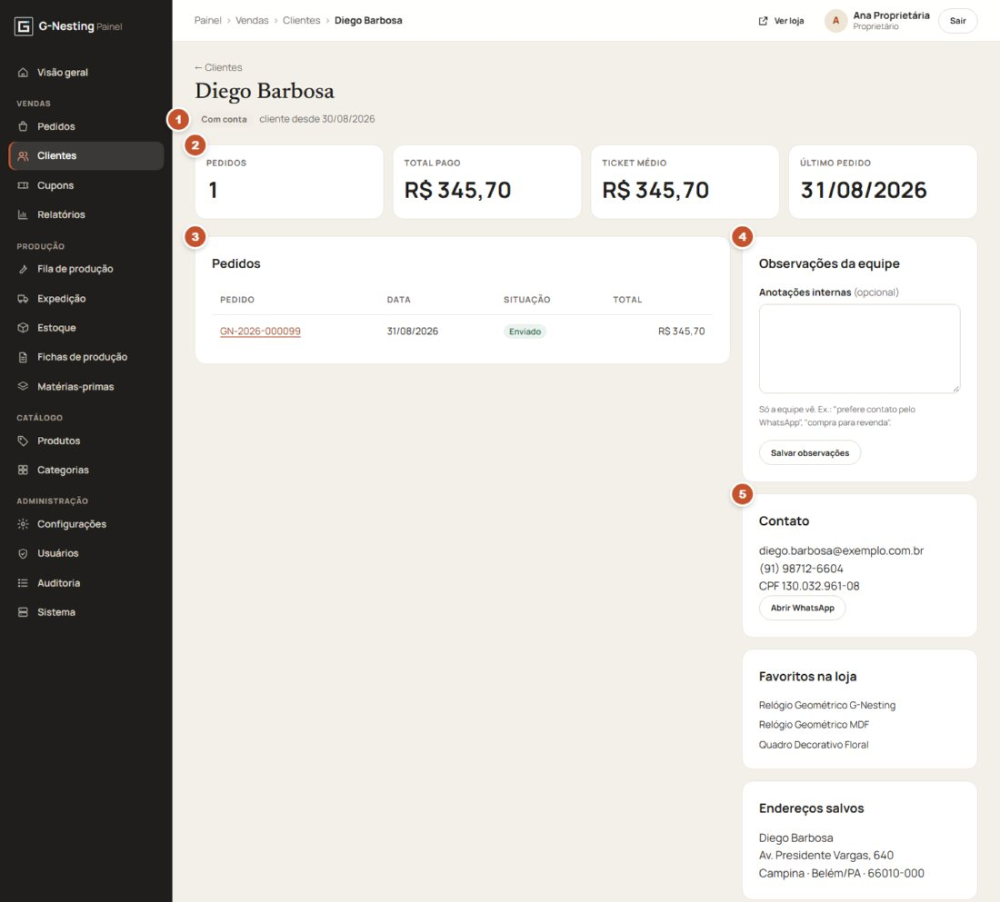 G-Nesting Painel
Visão geral
VENDAS
Pedidos
Clientes
Cupons
Relatórios
PRODUÇÃO
Fila de produção
Expedição
Estoque
Fichas de produção
Matérias-primas
CATÁLOGO
Produtos
Categorias
ADMINISTRAÇÃO
Configurações
Usuários
Auditoria
Sistema
Painel › Vendas › Clientes › Diego Barbosa
Ver loja
A
Ana Proprietária
Proprietário
Sair
← Clientes
Diego Barbosa
1 Com conta cliente desde 30/08/2026
2
PEDIDOS
1
TOTAL PAGO
R$ 345,70
TICKET MÉDIO
R$ 345,70
ÚLTIMO PEDIDO
31/08/2026
3
Pedidos
PEDIDO DATA SITUAÇÃO TOTAL
GN-2026-000099 31/08/2026 Enviado R$ 345,70
4
Observações da equipe
Anotações internas (opcional)
Só a equipe vê. Ex.: "prefere contato pelo
WhatsApp", "compra para revenda".
Salvar observações
5
Contato
diego.barbosa@exemplo.com.br
(91) 98712-6604
CPF 130.032.961-08
Abrir WhatsApp
Favoritos na loja
Relógio Geométrico G-Nesting
Relógio Geométrico MDF
Quadro Decorativo Floral
Endereços salvos
Diego Barbosa
Av. Presidente Vargas, 640
Campina · Belém/PA · 66010-000